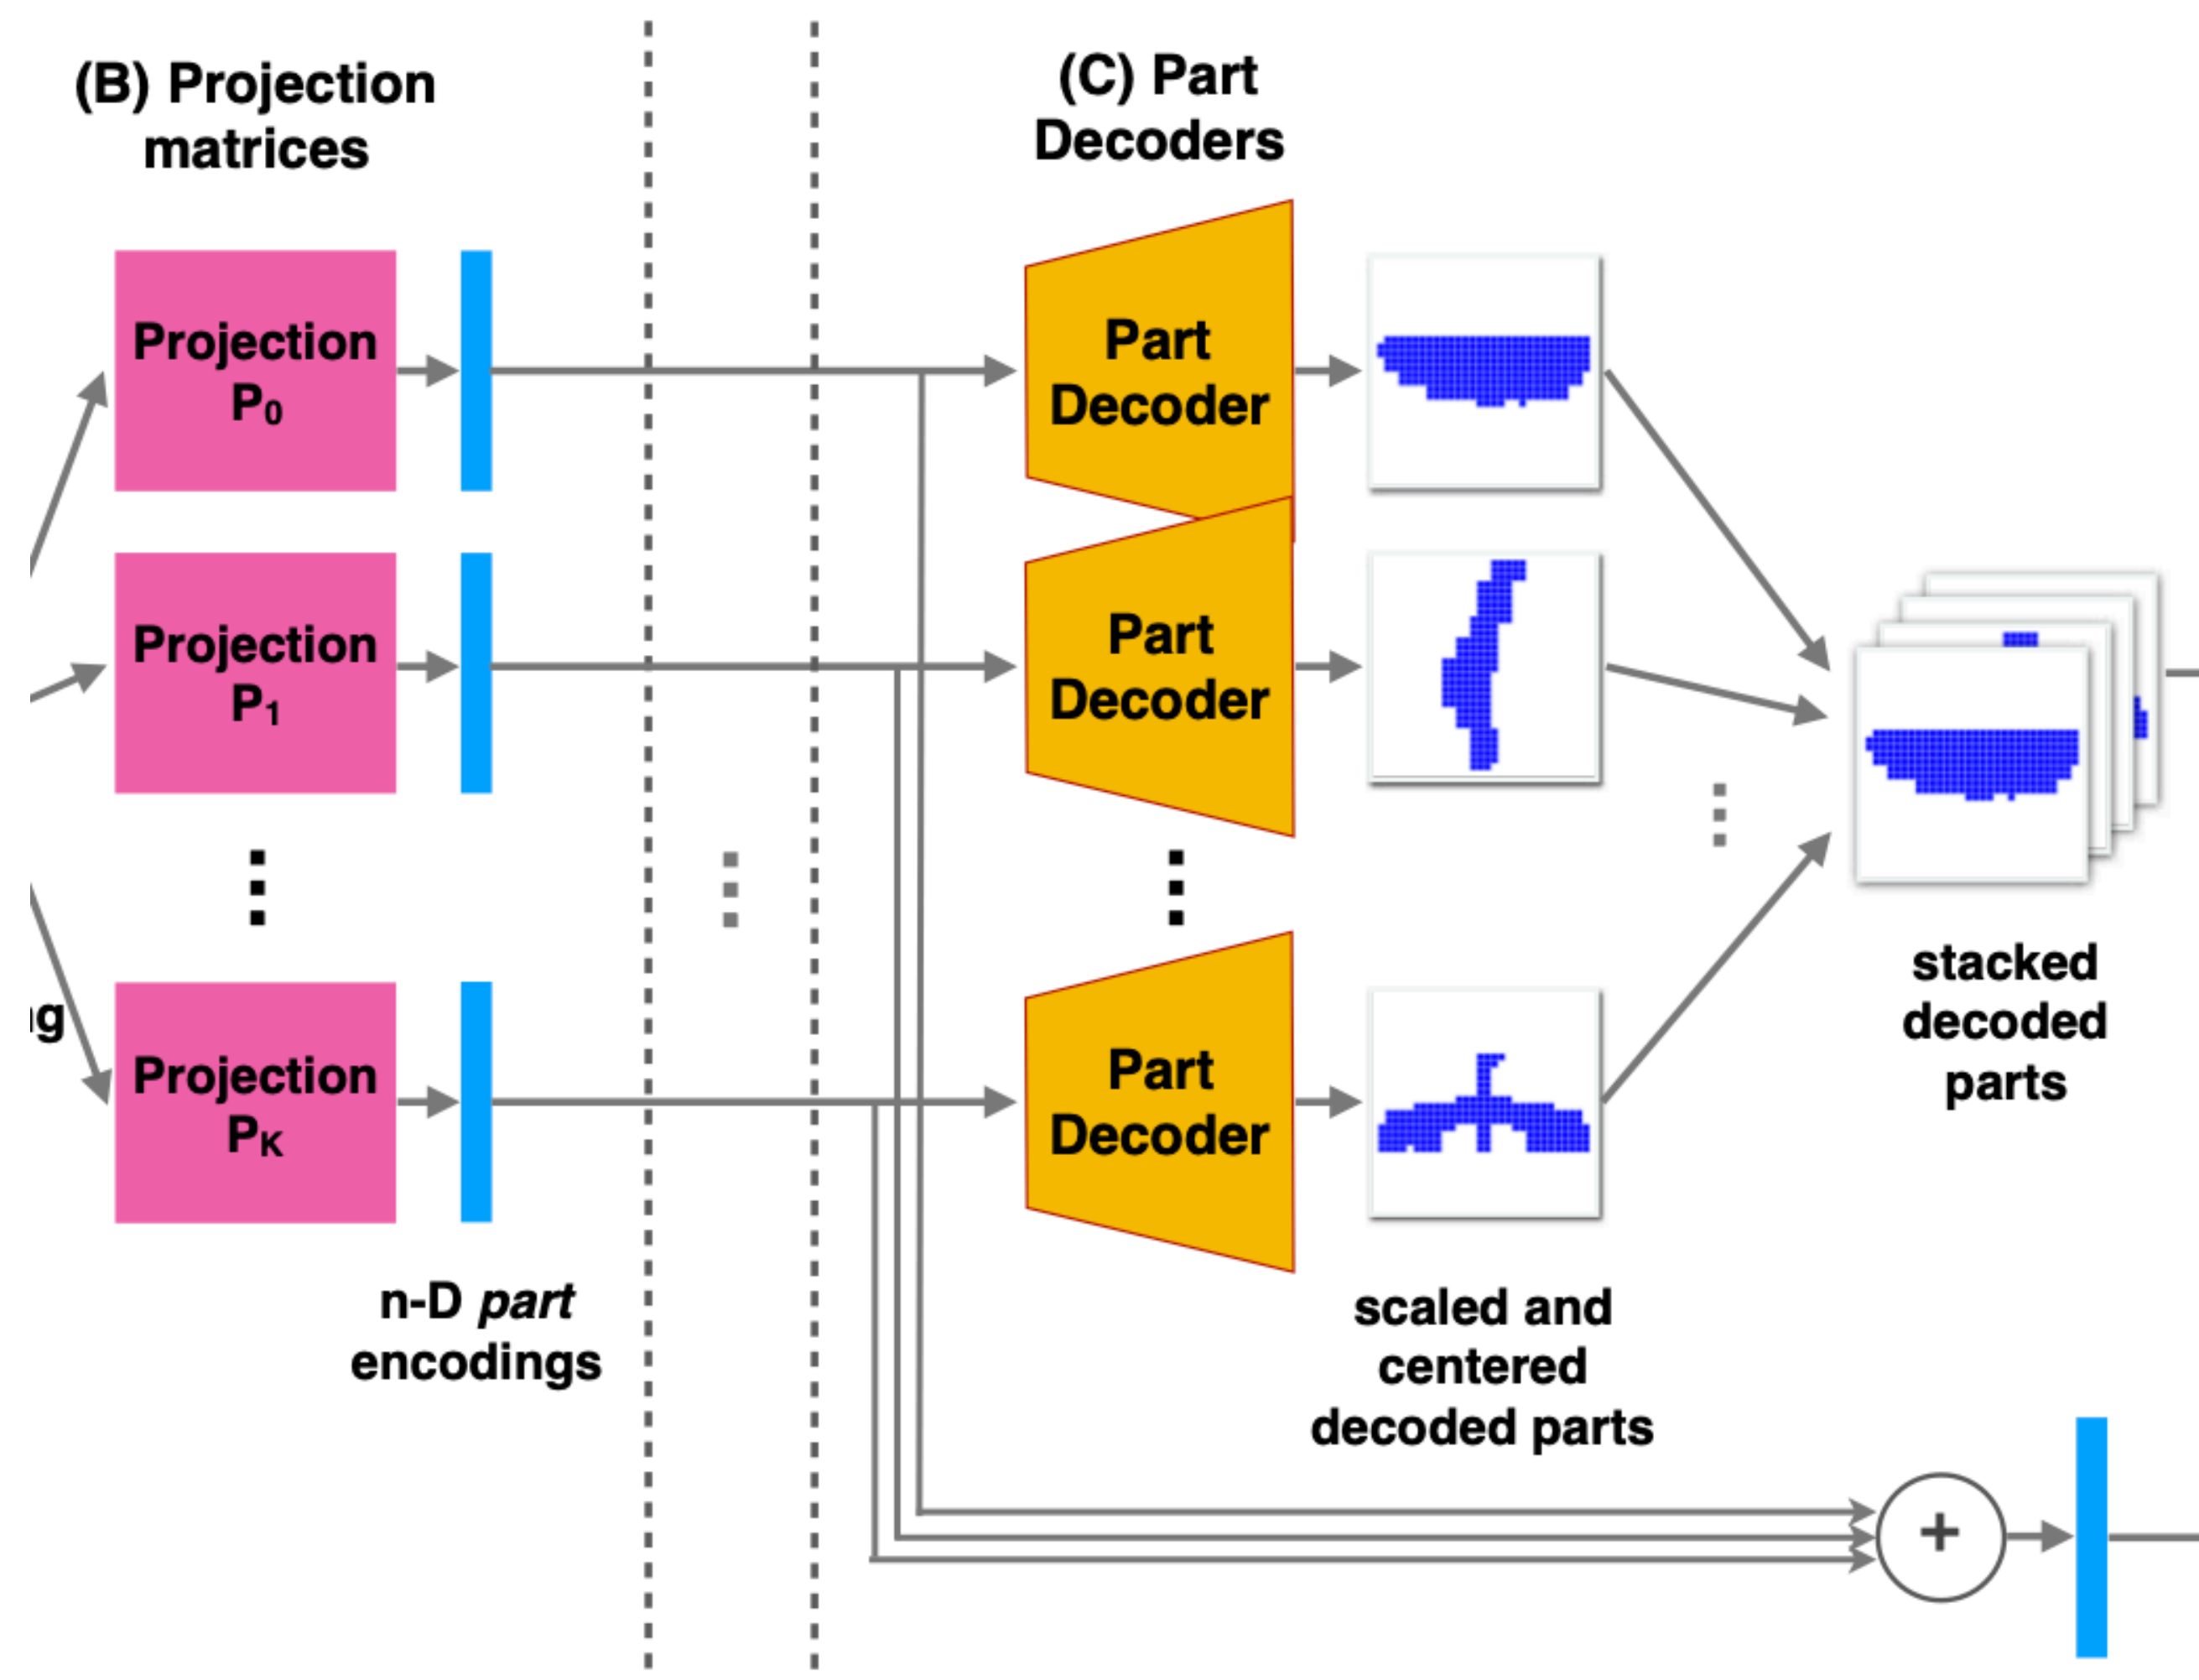 (B) Projection
matrices
(C) Part
Decoders
Projection
P₀
Part
Decoder
Projection
P₁
Part
Decoder
Projection
Pₖ
Part
Decoder
stacked
decoded
parts
n-D part
encodings
scaled and
centered
decoded parts
+